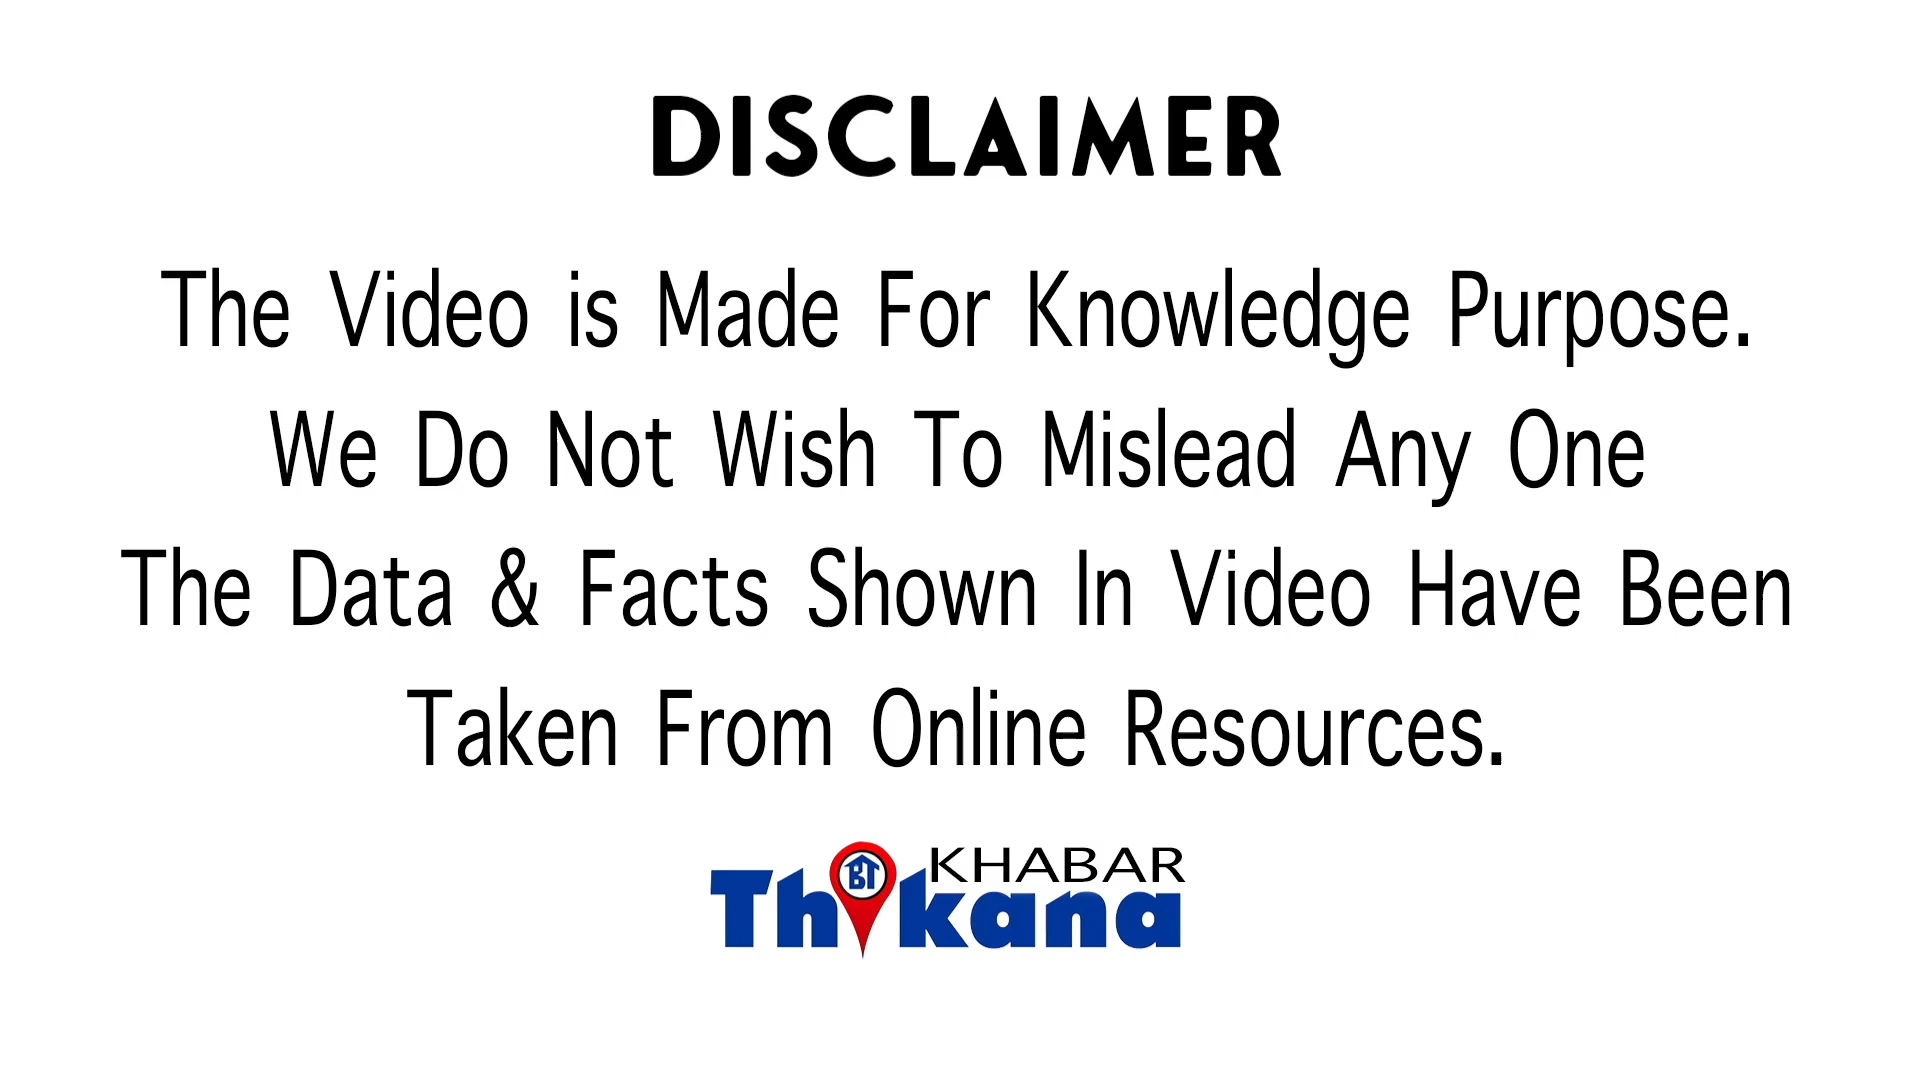 DISCLAIMER
The Video is Made For Knowledge Purpose.
We Do Not Wish To Mislead Any One
The Data & Facts Shown In Video Have Been
Taken From Online Resources.
KHABAR
BT
Thikana